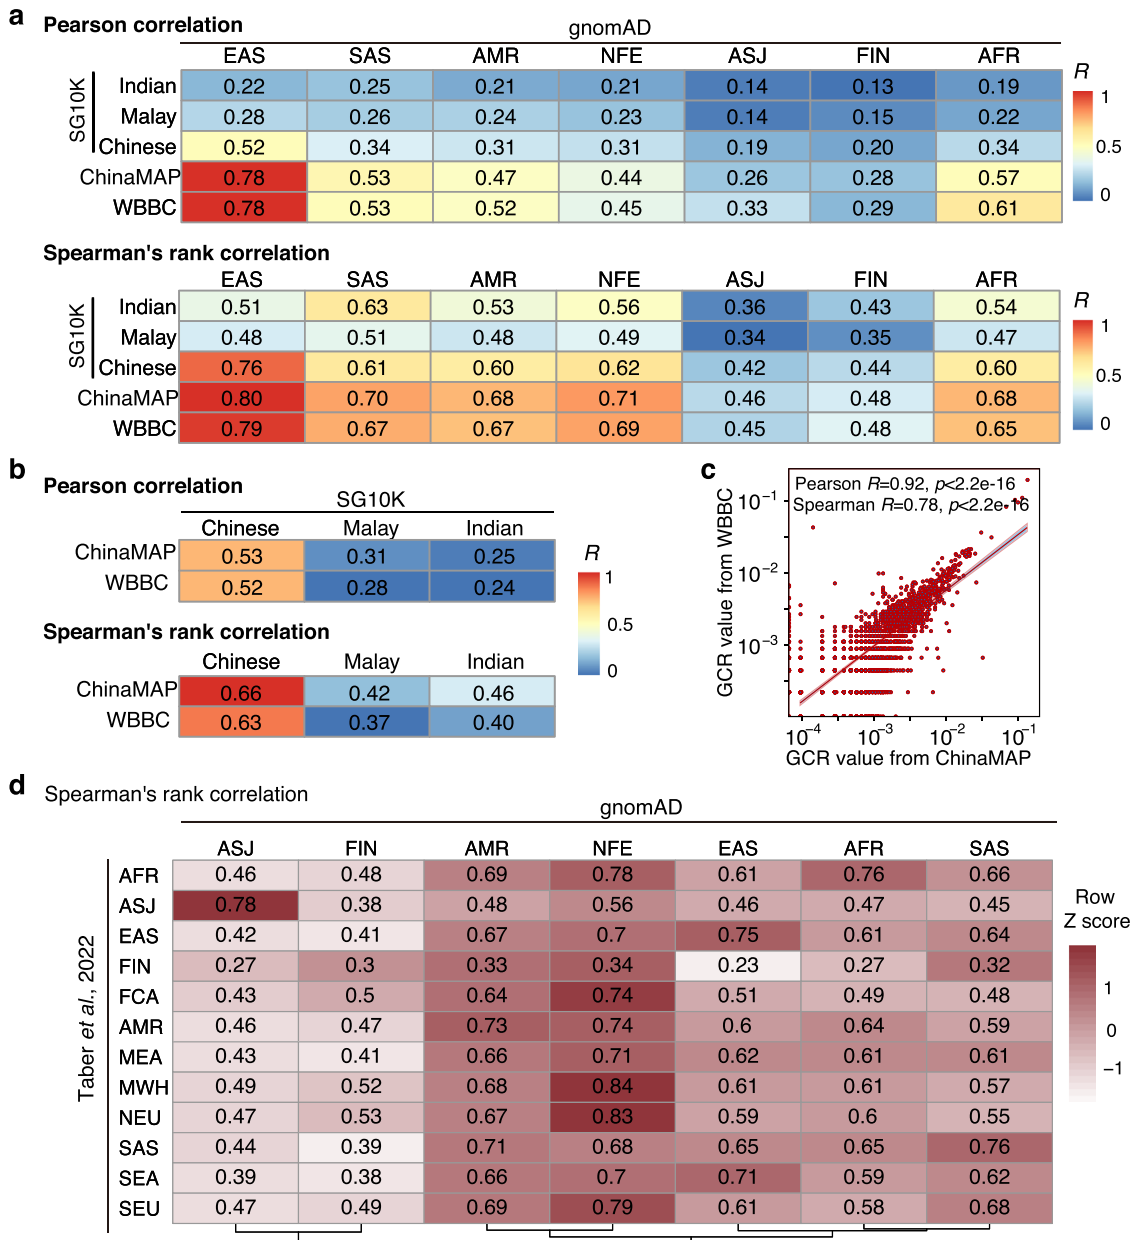 a
Pearson correlation
gnomAD
EAS SAS AMR NFE ASJ FIN AFR
SG10K
Indian 0.22 0.25 0.21 0.21 0.14 0.13 0.19
Malay 0.28 0.26 0.24 0.23 0.14 0.15 0.22
Chinese 0.52 0.34 0.31 0.31 0.19 0.20 0.34
ChinaMAP 0.78 0.53 0.47 0.44 0.26 0.28 0.57
WBBC 0.78 0.53 0.52 0.45 0.33 0.29 0.61
R
1
0.5
0
Spearman's rank correlation
EAS SAS AMR NFE ASJ FIN AFR
SG10K
Indian 0.51 0.63 0.53 0.56 0.36 0.43 0.54
Malay 0.48 0.51 0.48 0.49 0.34 0.35 0.47
Chinese 0.76 0.61 0.60 0.62 0.42 0.44 0.60
ChinaMAP 0.80 0.70 0.68 0.71 0.46 0.48 0.68
WBBC 0.79 0.67 0.67 0.69 0.45 0.48 0.65
R
1
0.5
0
b
Pearson correlation
SG10K
Chinese Malay Indian
ChinaMAP 0.53 0.31 0.25
WBBC 0.52 0.28 0.24
Spearman's rank correlation
Chinese Malay Indian
ChinaMAP 0.66 0.42 0.46
WBBC 0.63 0.37 0.40
R
1
0.5
0
c
Pearson R=0.92, p<2.2e-16
Spearman R=0.78, p<2.2e-16
GCR value from WBBC
10−1
10−2
10−3
10−4 10−3 10−2 10−1
GCR value from ChinaMAP
d
Spearman's rank correlation
gnomAD
ASJ FIN AMR NFE EAS AFR SAS
Taber et al., 2022
AFR 0.46 0.48 0.69 0.78 0.61 0.76 0.66
ASJ 0.78 0.38 0.48 0.56 0.46 0.47 0.45
EAS 0.42 0.41 0.67 0.7 0.75 0.61 0.64
FIN 0.27 0.3 0.33 0.34 0.23 0.27 0.32
FCA 0.43 0.5 0.64 0.74 0.51 0.49 0.48
AMR 0.46 0.47 0.73 0.74 0.6 0.64 0.59
MEA 0.43 0.41 0.66 0.71 0.62 0.61 0.61
MWH 0.49 0.52 0.68 0.84 0.61 0.61 0.57
NEU 0.47 0.53 0.67 0.83 0.59 0.6 0.55
SAS 0.44 0.39 0.71 0.68 0.65 0.65 0.76
SEA 0.39 0.38 0.66 0.7 0.71 0.59 0.62
SEU 0.47 0.49 0.69 0.79 0.61 0.58 0.68
Row
Z score
1
0
−1